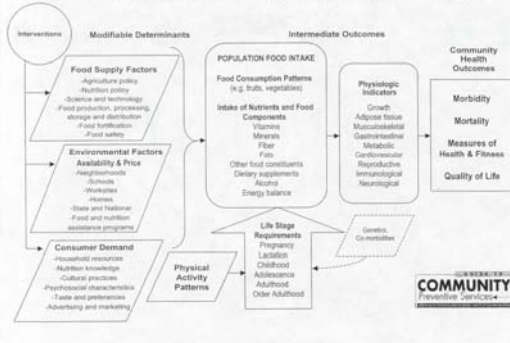 Interventions
Modifiable Determinants
Intermediate Outcomes
Community
Health
Outcomes
Food Supply Factors
-Agriculture policy
-Nutrition policy
-Science and technology
-Food production, processing,
storage and distribution
-Food fortification
-Food safety
Environmental Factors
Availability & Price
-Neighborhoods
-Schools
-Worksites
-Homes
-State and National
-Food and nutrition
assistance programs
Consumer Demand
-Household resources
-Nutrition knowledge
-Cultural practices
-Psychosocial characteristics
-Taste and preferences
-Advertising and marketing
POPULATION FOOD INTAKE
Food Consumption Patterns
(e.g. fruits, vegetables)
Intake of Nutrients and Food
Components
Vitamins
Minerals
Fiber
Fats
Other food constituents
Dietary supplements
Alcohol
Energy balance
Physiologic
Indicators
Growth
Adipose tissue
Musculoskeletal
Gastrointestinal
Metabolic
Cardiovascular
Reproductive
Immunological
Neurological
Morbidity
Mortality
Measures of
Health & Fitness
Quality of Life
Physical
Activity
Patterns
Life Stage
Requirements
Pregnancy
Lactation
Childhood
Adolescence
Adulthood
Older Adulthood
Genetics,
Co-morbidities
GUIDE TO
COMMUNITY
Preventive Services